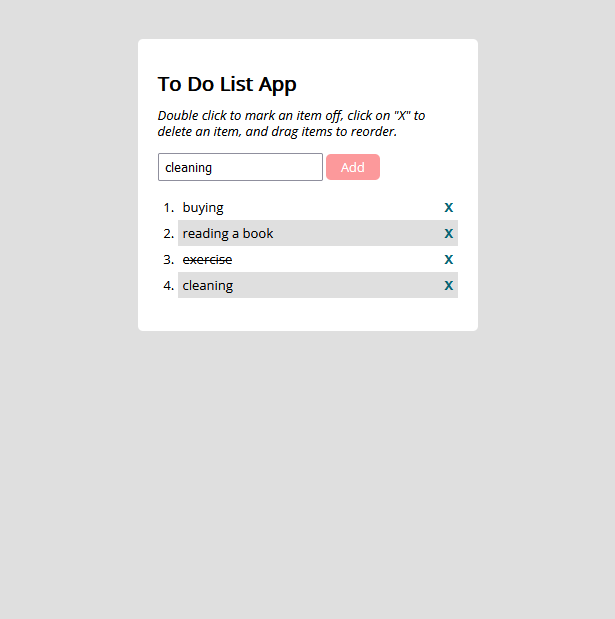 To Do List App
Double click to mark an item off, click on "X" to
delete an item, and drag items to reorder.
cleaning Add
1. buying X
2. reading a book X
3. exercise X
4. cleaning X